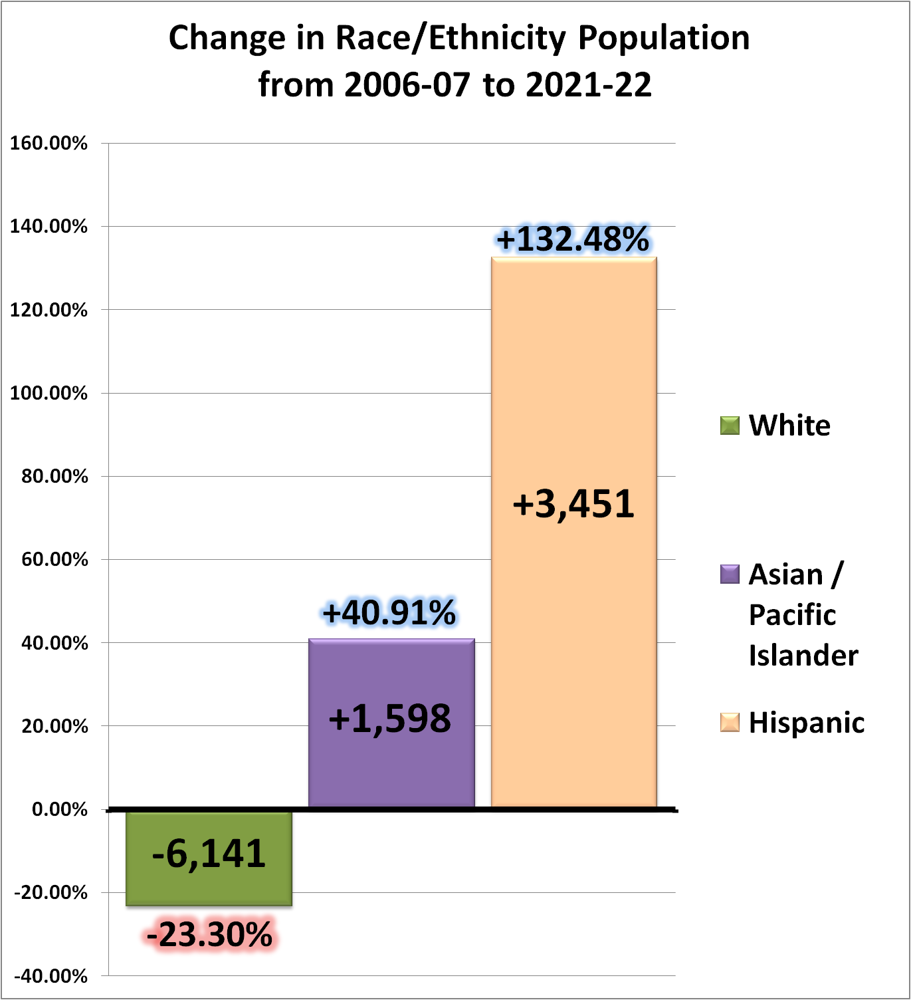 Change in Race/Ethnicity Population
from 2006-07 to 2021-22
160.00%
140.00%
120.00%
100.00%
80.00%
60.00%
40.00%
20.00%
0.00%
-20.00%
-40.00%
-6,141
-23.30%
+40.91%
+1,598
+132.48%
+3,451
White
Asian /
Pacific
Islander
Hispanic